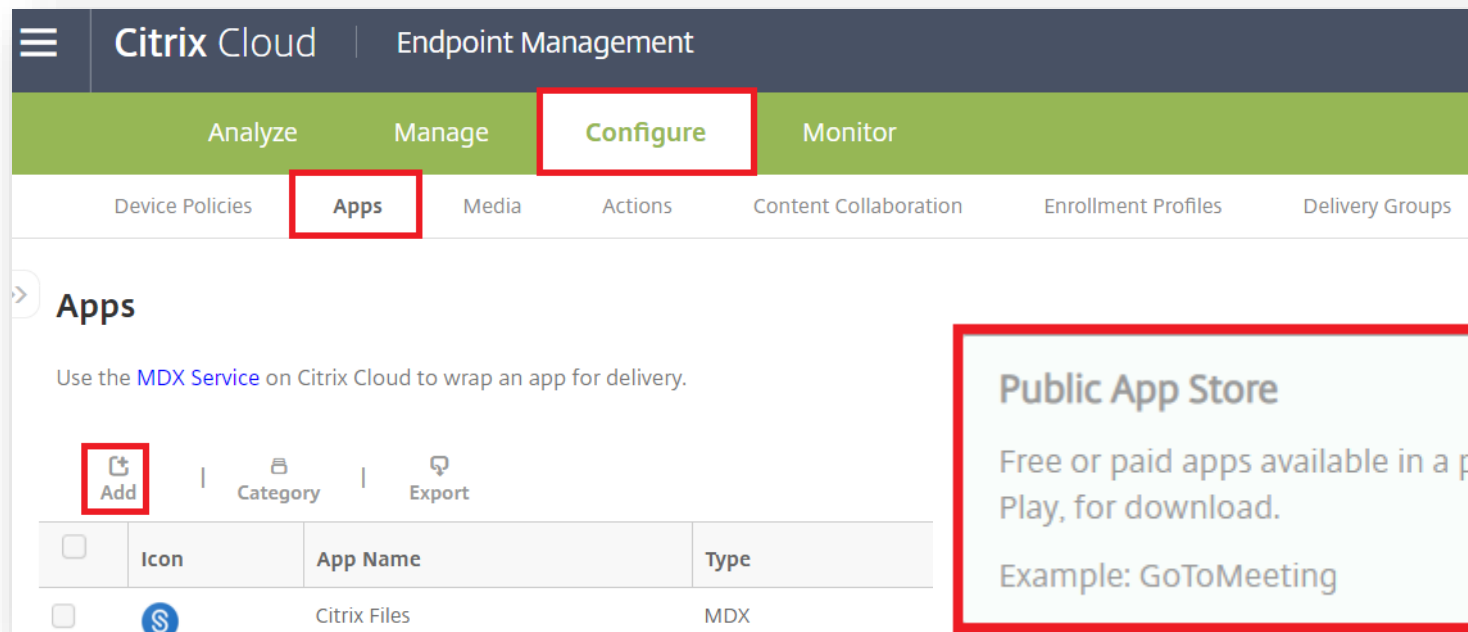 Citrix Cloud | Endpoint Management
Analyze Manage Configure Monitor
Device Policies Apps Media Actions Content Collaboration Enrollment Profiles Delivery Groups
Apps
Use the MDX Service on Citrix Cloud to wrap an app for delivery.
Add | Category | Export
Icon App Name Type
Citrix Files MDX
Public App Store
Free or paid apps available in a
Play, for download.
Example: GoToMeeting